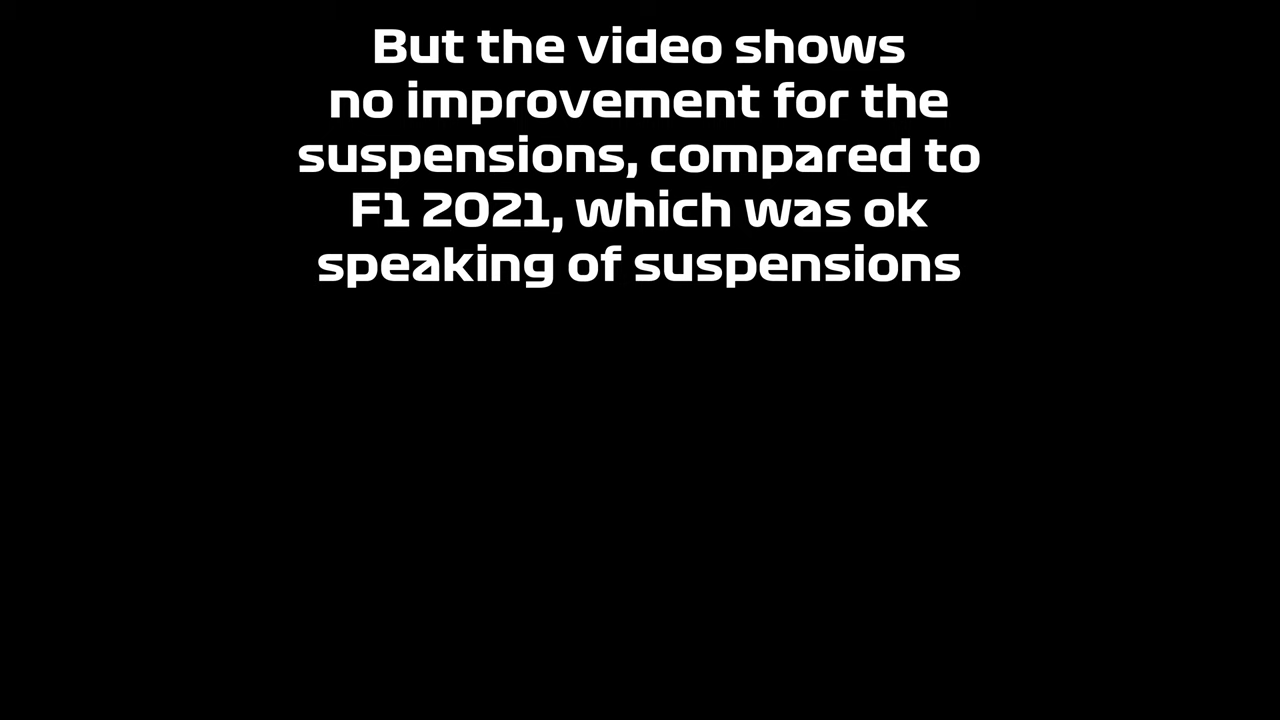 But the video shows
no improvement for the
suspensions, compared to
F1 2021, which was ok
speaking of suspensions